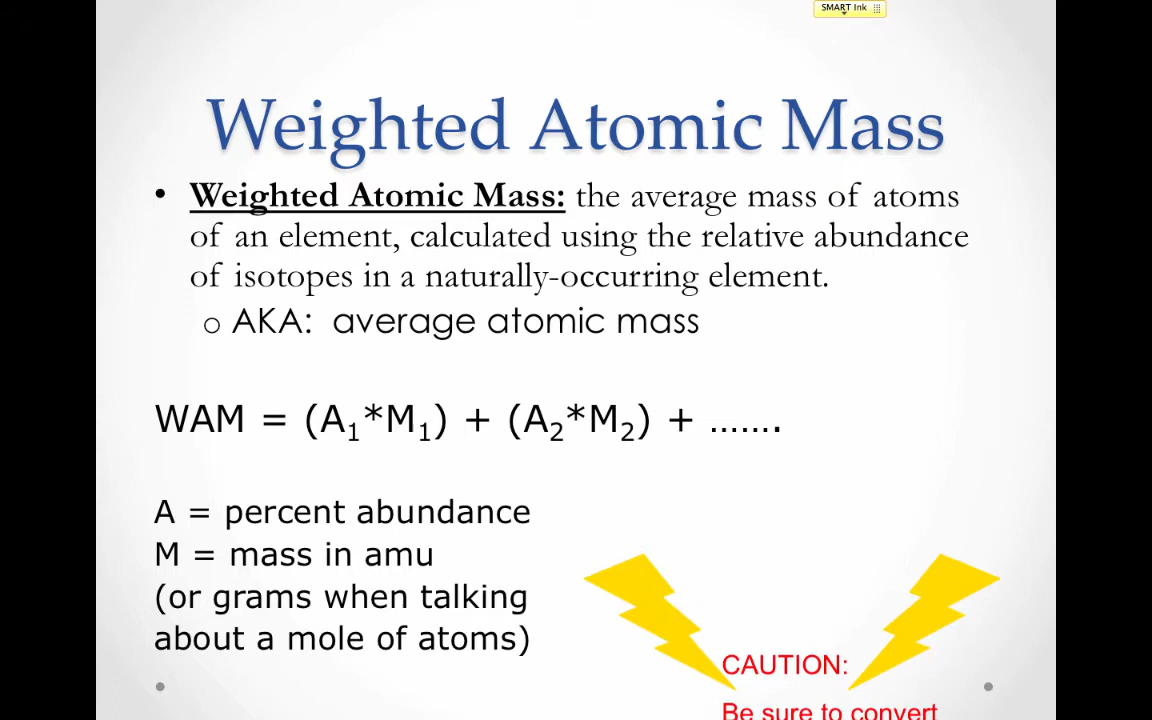 SMART Ink
Weighted Atomic Mass
• Weighted Atomic Mass: the average mass of atoms
of an element, calculated using the relative abundance
of isotopes in a naturally-occurring element.
o AKA: average atomic mass
WAM = (A₁*M₁) + (A₂*M₂) + .......
A = percent abundance
M = mass in amu
(or grams when talking
about a mole of atoms)
CAUTION:
Be sure to convert